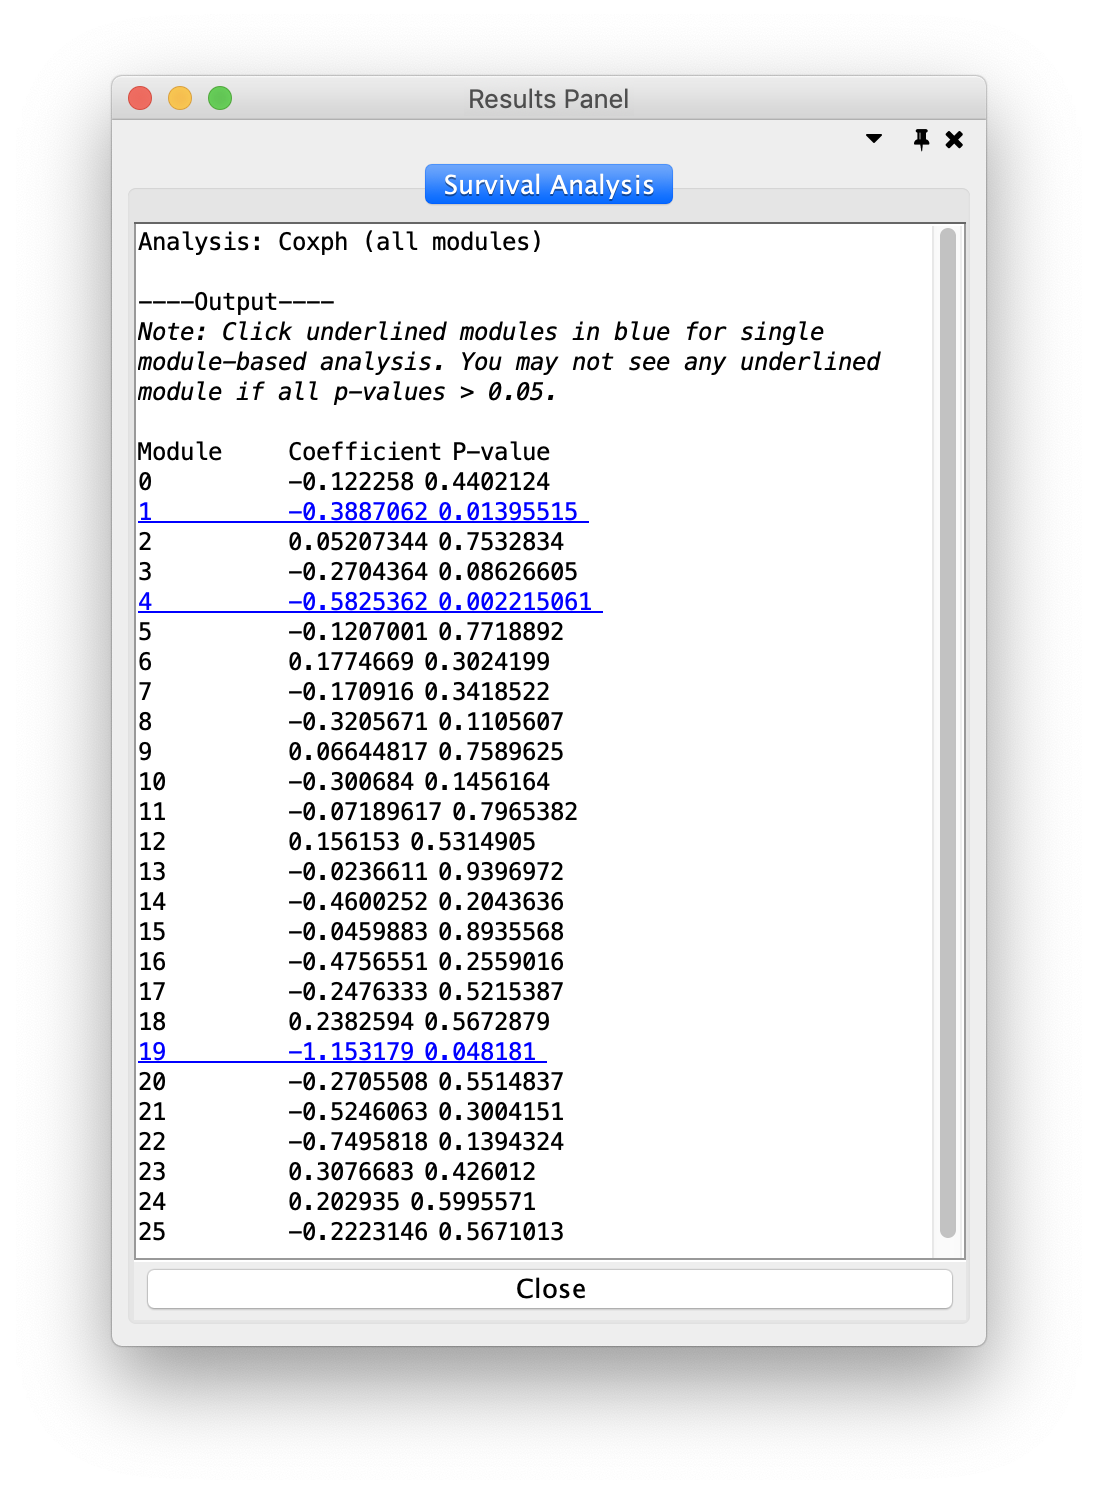 Results Panel
Survival Analysis
Analysis: Coxph (all modules)
----Output----
Note: Click underlined modules in blue for single
module-based analysis. You may not see any underlined
module if all p-values > 0.05.
Module Coefficient P-value
0 -0.122258 0.4402124
1 -0.3887062 0.01395515
2 0.05207344 0.7532834
3 -0.2704364 0.08626605
4 -0.5825362 0.002215061
5 -0.1207001 0.7718892
6 0.1774669 0.3024199
7 -0.170916 0.3418522
8 -0.3205671 0.1105607
9 0.06644817 0.7589625
10 -0.300684 0.1456164
11 -0.07189617 0.7965382
12 0.156153 0.5314905
13 -0.0236611 0.9396972
14 -0.4600252 0.2043636
15 -0.0459883 0.8935568
16 -0.4756551 0.2559016
17 -0.2476333 0.5215387
18 0.2382594 0.5672879
19 -1.153179 0.048181
20 -0.2705508 0.5514837
21 -0.5246063 0.3004151
22 -0.7495818 0.1394324
23 0.3076683 0.426012
24 0.202935 0.5995571
25 -0.2223146 0.5671013
Close